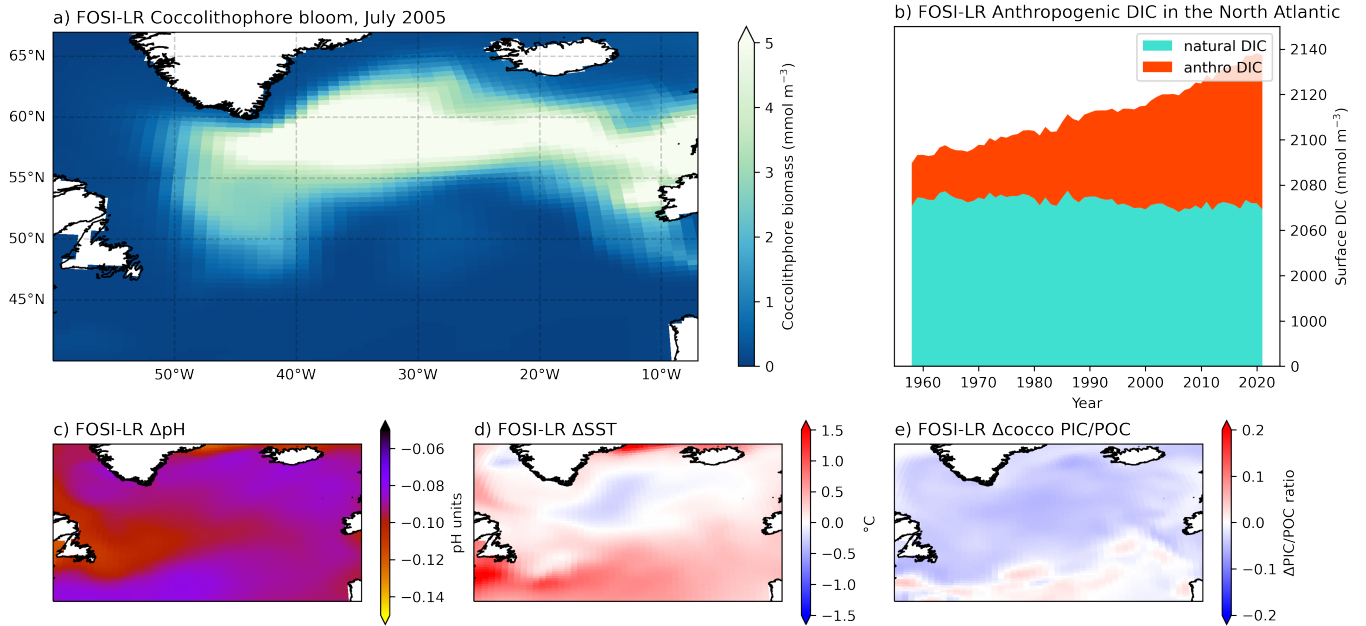 a) FOSI-LR Coccolithophore bloom, July 2005
65°N
60°N
55°N
50°N
45°N
50°W 40°W 30°W 20°W 10°W
5
4
3
2
1
0
Coccolithphore biomass (mmol m⁻³)
b) FOSI-LR Anthropogenic DIC in the North Atlantic
natural DIC
anthro DIC
2140
2120
2100
2080
2060
2000
1000
0
Surface DIC (mmol m⁻³)
1960 1970 1980 1990 2000 2010 2020
Year
c) FOSI-LR ΔpH
−0.06
−0.08
−0.10
−0.12
−0.14
pH units
d) FOSI-LR ΔSST
1.5
1.0
0.5
0.0
−0.5
−1.0
−1.5
°C
e) FOSI-LR Δcocco PIC/POC
0.2
0.1
0.0
−0.1
−0.2
ΔPIC/POC ratio